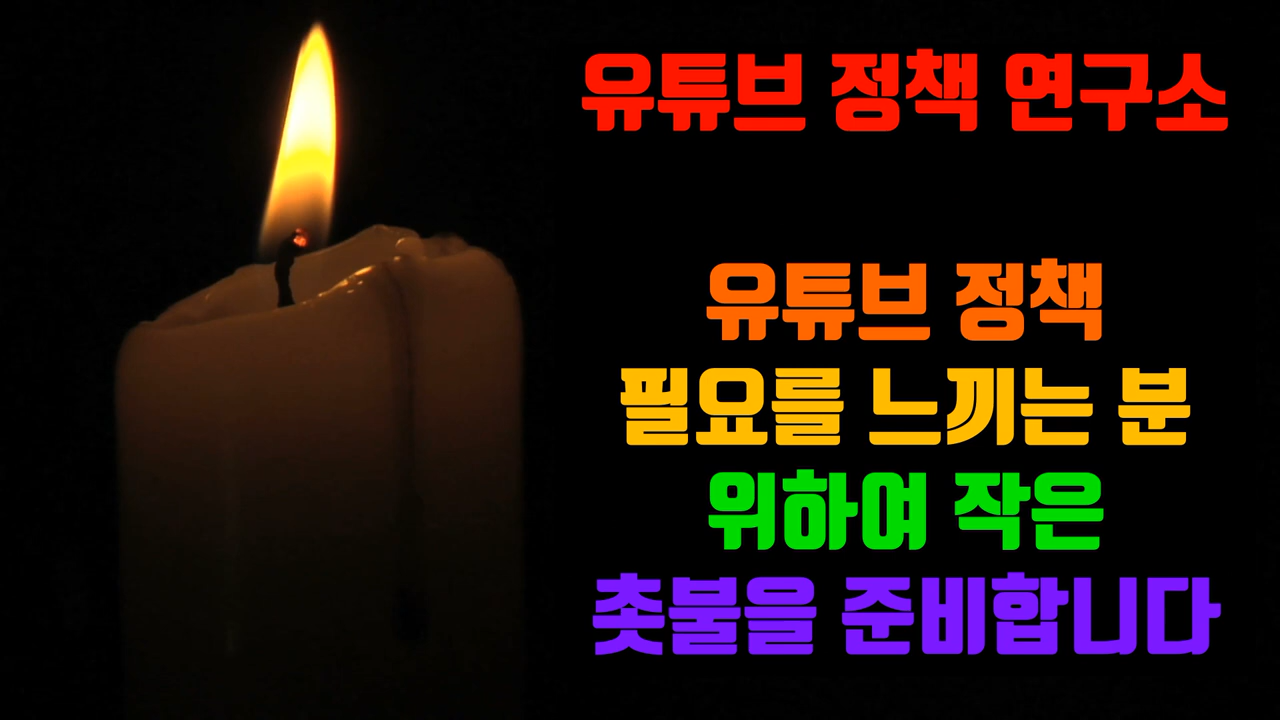 유튜브 정책 연구소
유튜브 정책
필요를 느끼는 분
위하여 작은
촛불을 준비합니다